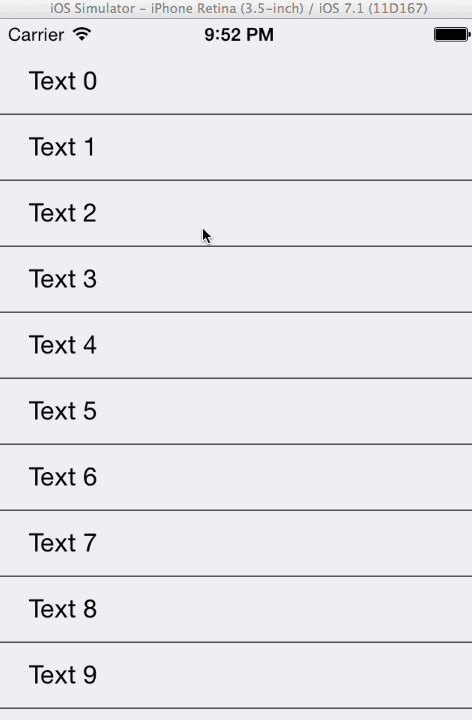 iOS Simulator – iPhone Retina (3.5-inch) / iOS 7.1 (11D167)
Carrier 9:52 PM
Text 0
Text 1
Text 2
Text 3
Text 4
Text 5
Text 6
Text 7
Text 8
Text 9